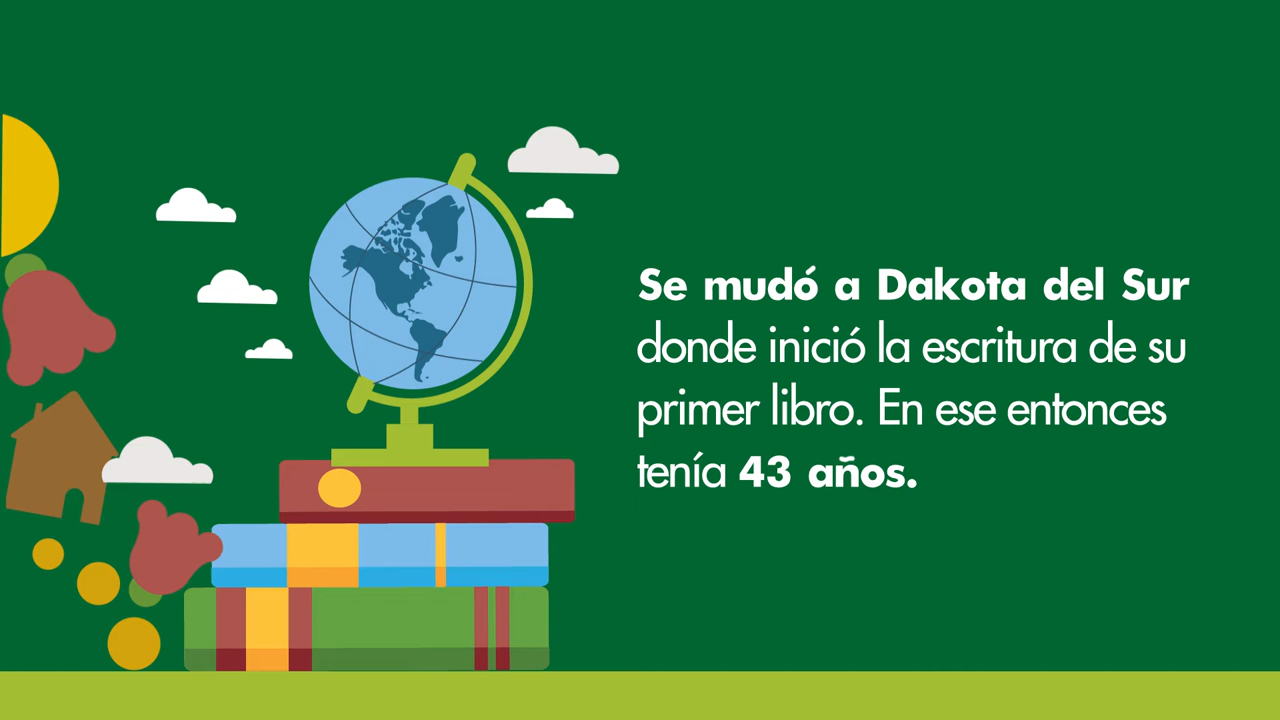 Se mudó a Dakota del Sur
donde inició la escritura de su
primer libro. En ese entonces
tenía 43 años.